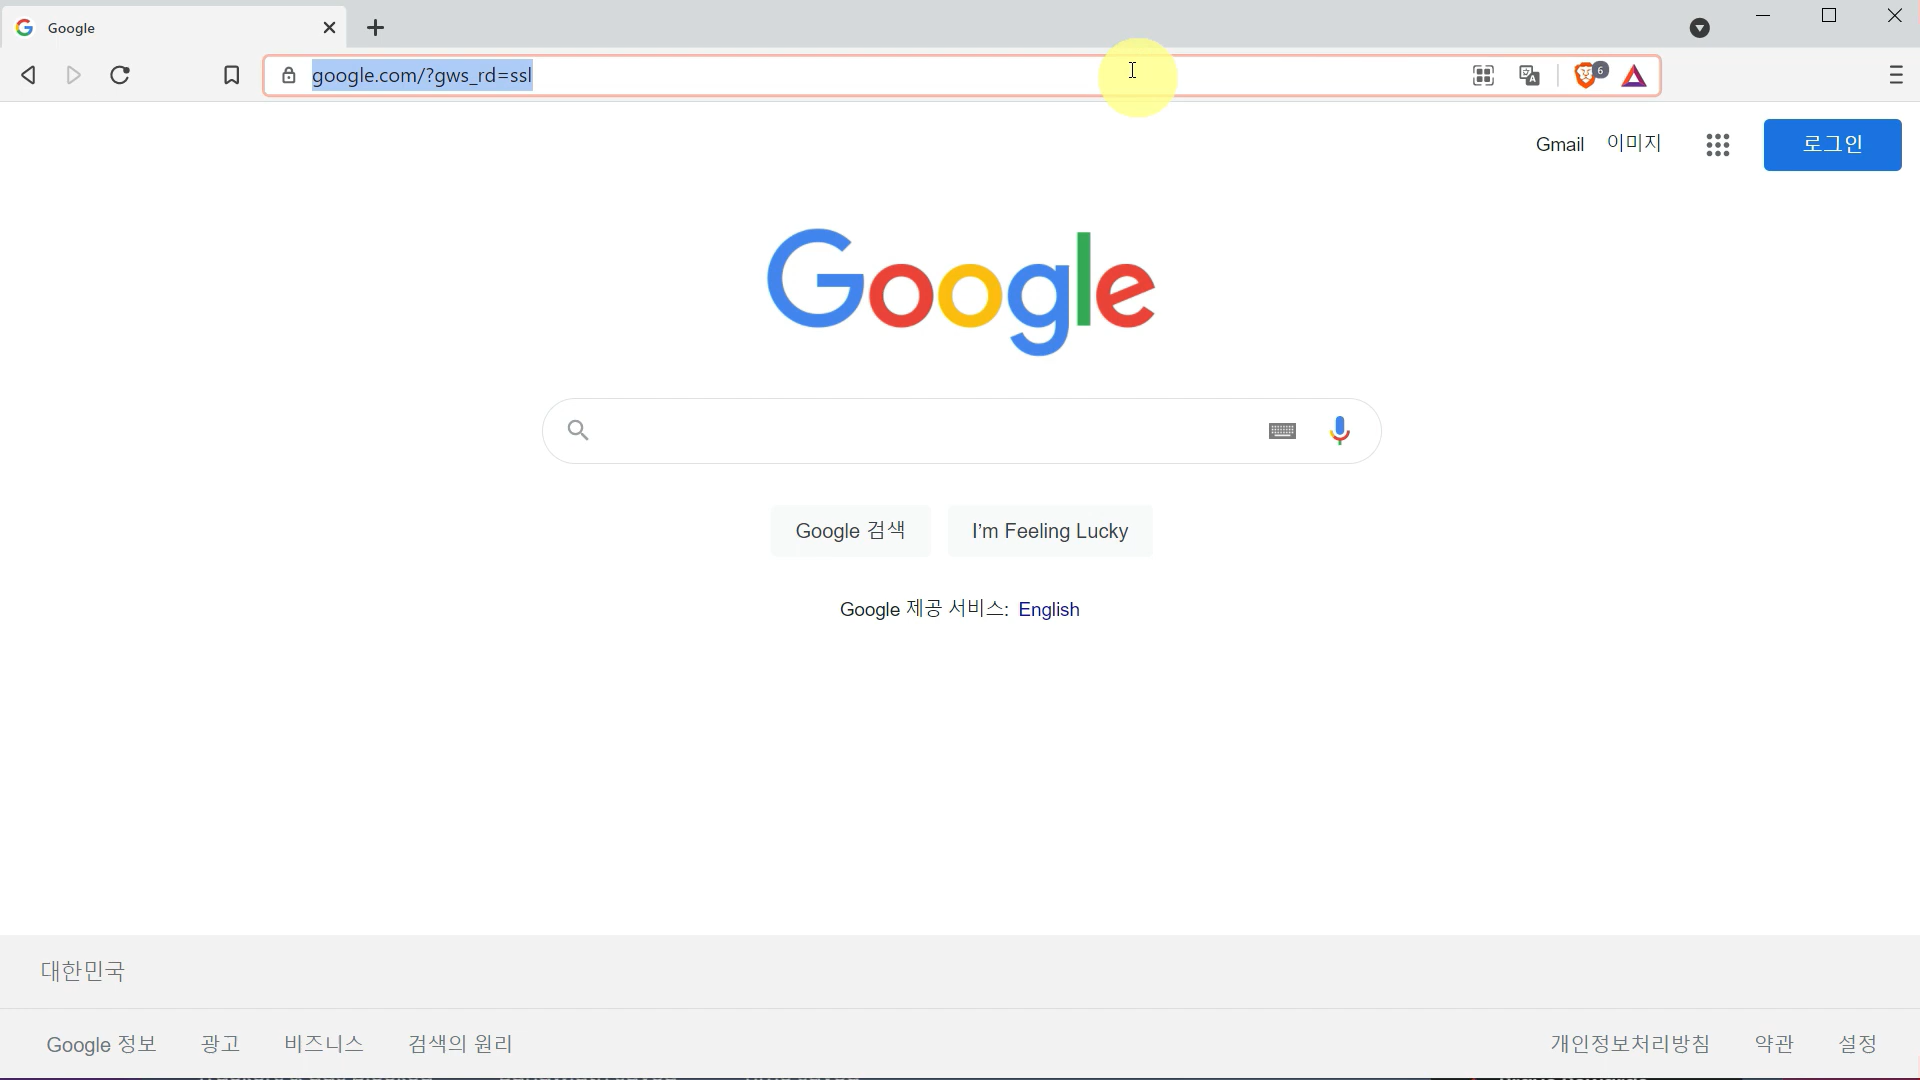 Google
google.com/?gws_rd=ssl
6
Gmail 이미지 로그인
Google
Google 검색 I'm Feeling Lucky
Google 제공 서비스: English
대한민국
Google 정보 광고 비즈니스 검색의 원리 개인정보처리방침 약관 설정